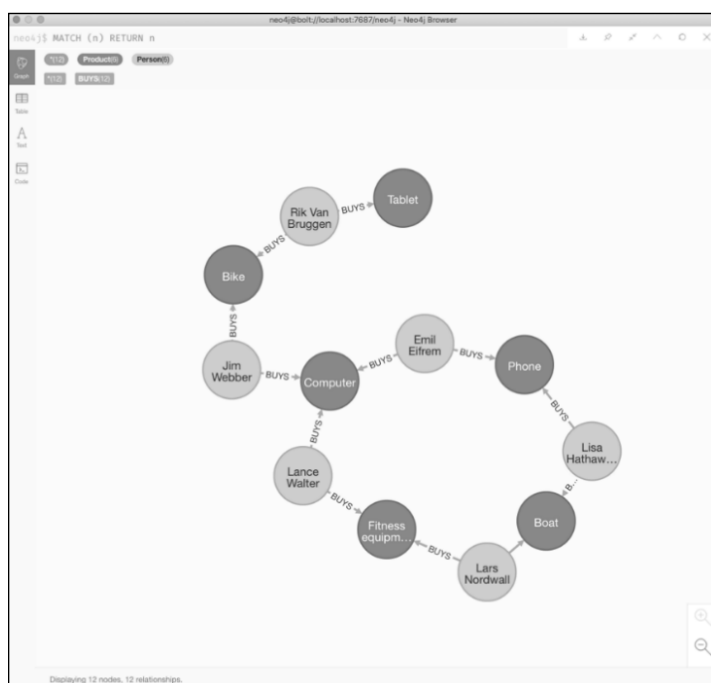 neo4j@bolt://localhost:7687/neo4j - Neo4j Browser
neo4j$ MATCH (n) RETURN n
*(12) Product(6) Person(6)
*(12) BUYS(12)
Graph
Table
A
Text
Code
Tablet
BUYS
Rik Van
Bruggen
BUYS
Bike
BUYS
Jim
Webber
BUYS
Computer
BUYS
Emil
Eifrem
BUYS
Phone
BUYS
Lisa
Hathaw…
B…
Boat
BUYS
Lance
Walter
BUYS
Fitness
equipm…
BUYS
Lars
Nordwall
Displaying 12 nodes, 12 relationships.